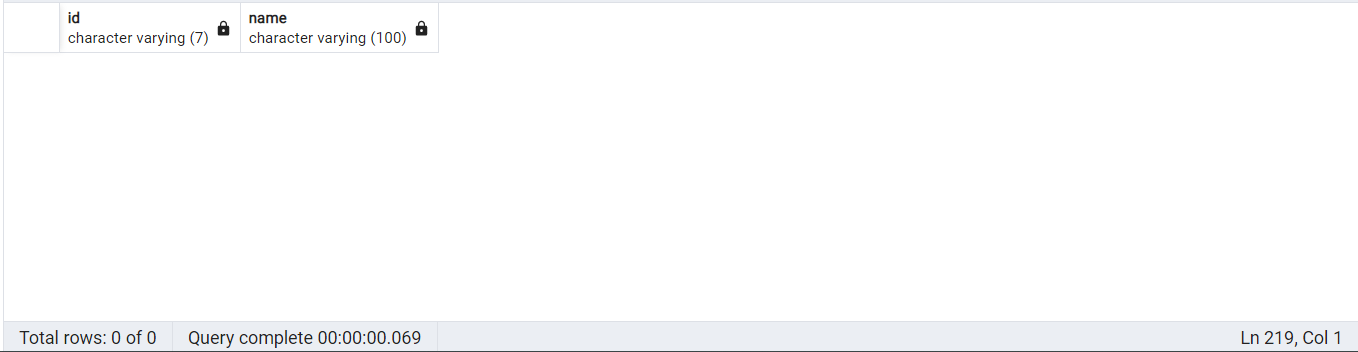 id
character varying (7)
name
character varying (100)
Total rows: 0 of 0
Query complete 00:00:00.069
Ln 219, Col 1